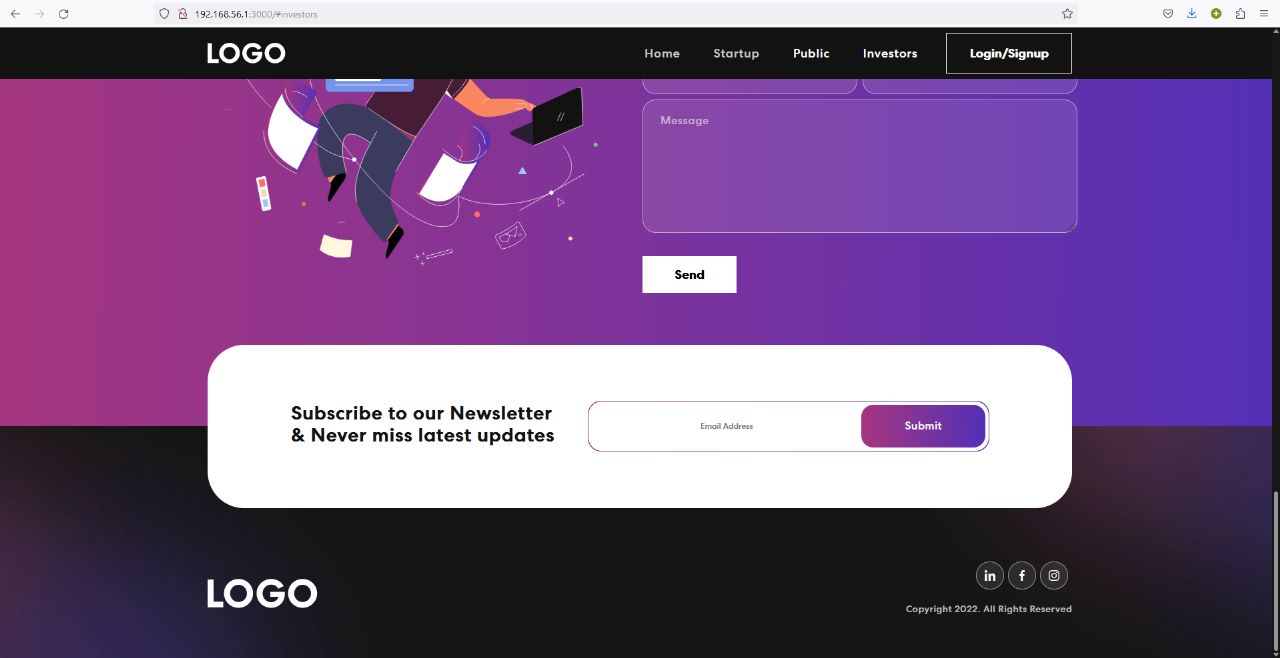 192.168.56.1:3000/#investors
LOGO
Home Startup Public Investors Login/Signup
Message
Send
Subscribe to our Newsletter
& Never miss latest updates
Email Address
Submit
LOGO
Copyright 2022. All Rights Reserved